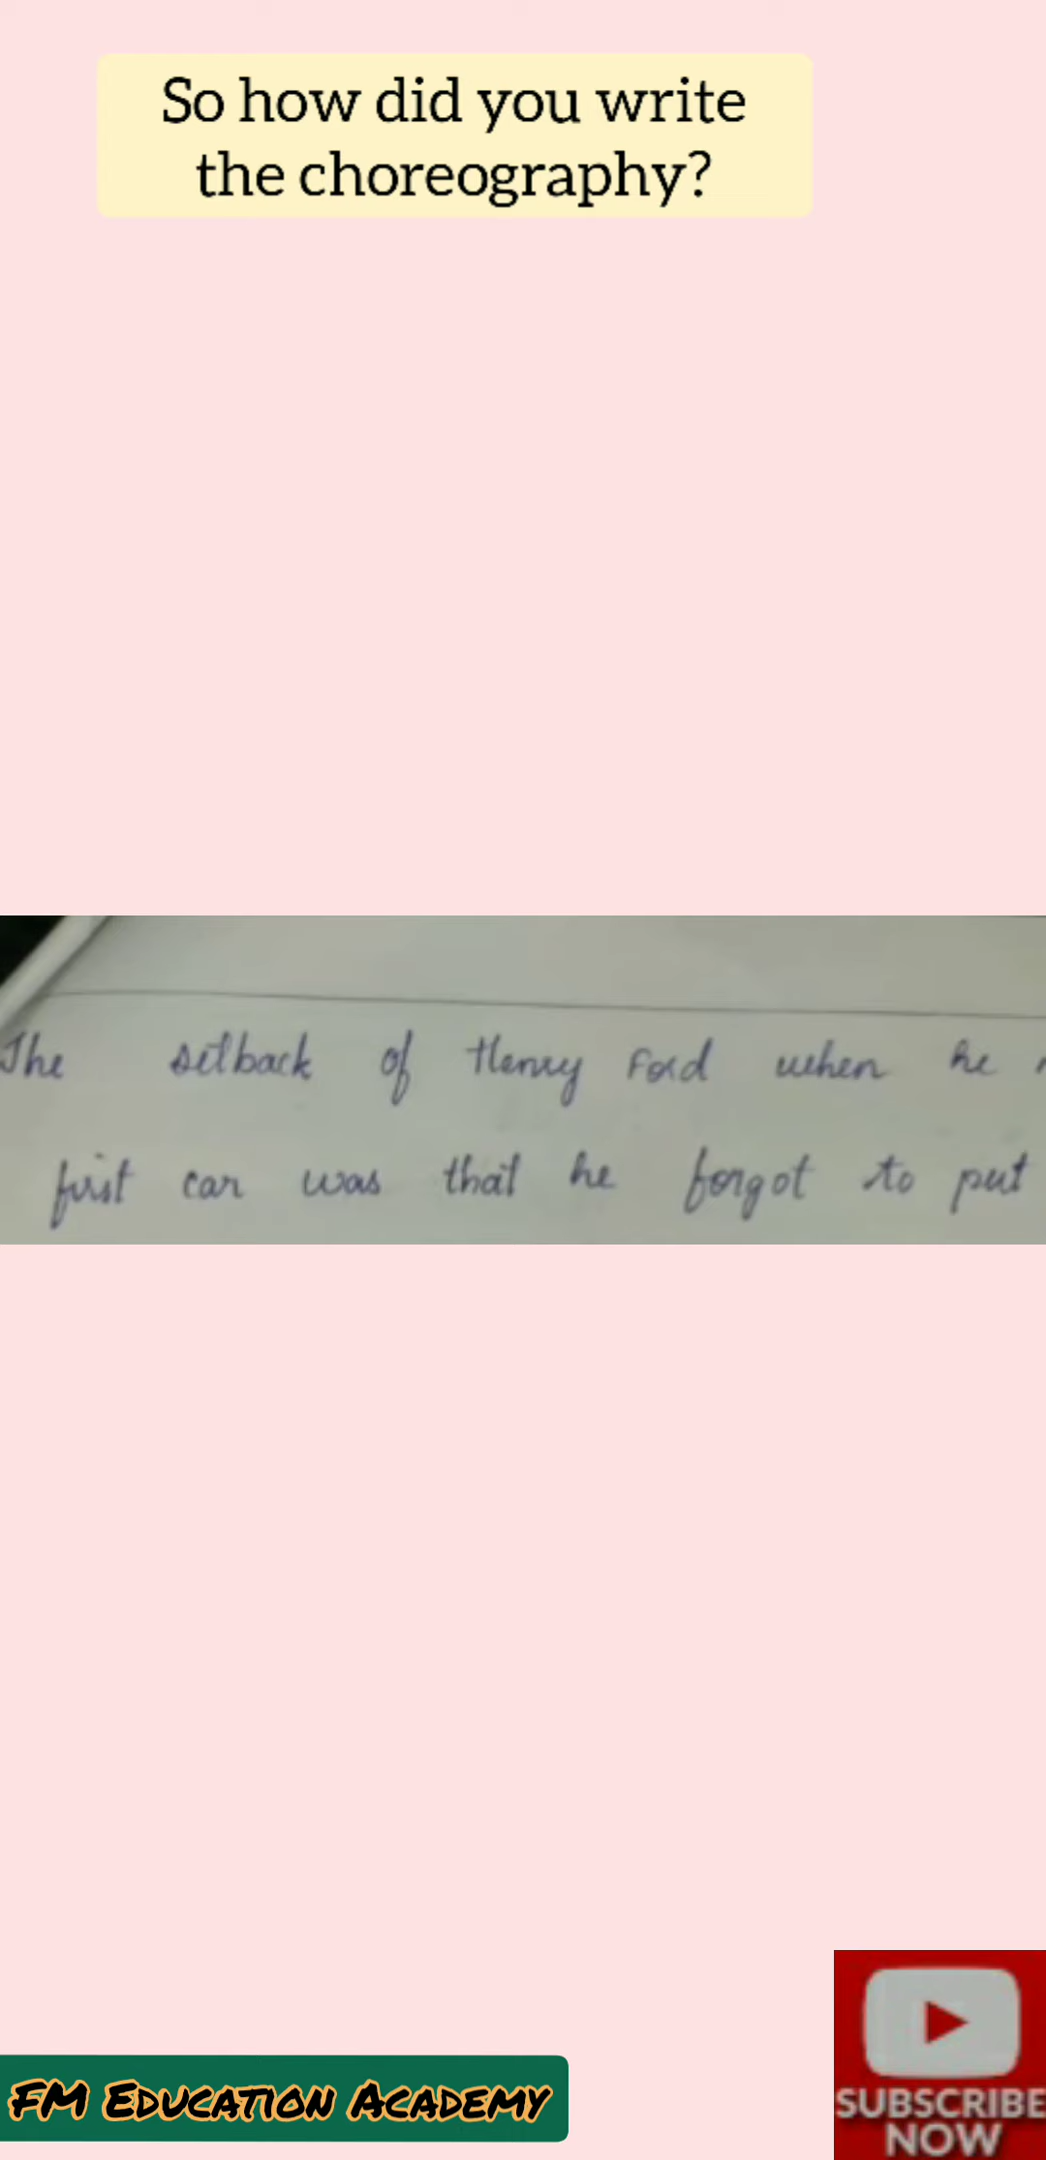 So how did you write
the choreography?
The setback of Henry Ford when he
first car was that he forgot to put
FM EDUCATION ACADEMY
SUBSCRIBE
NOW